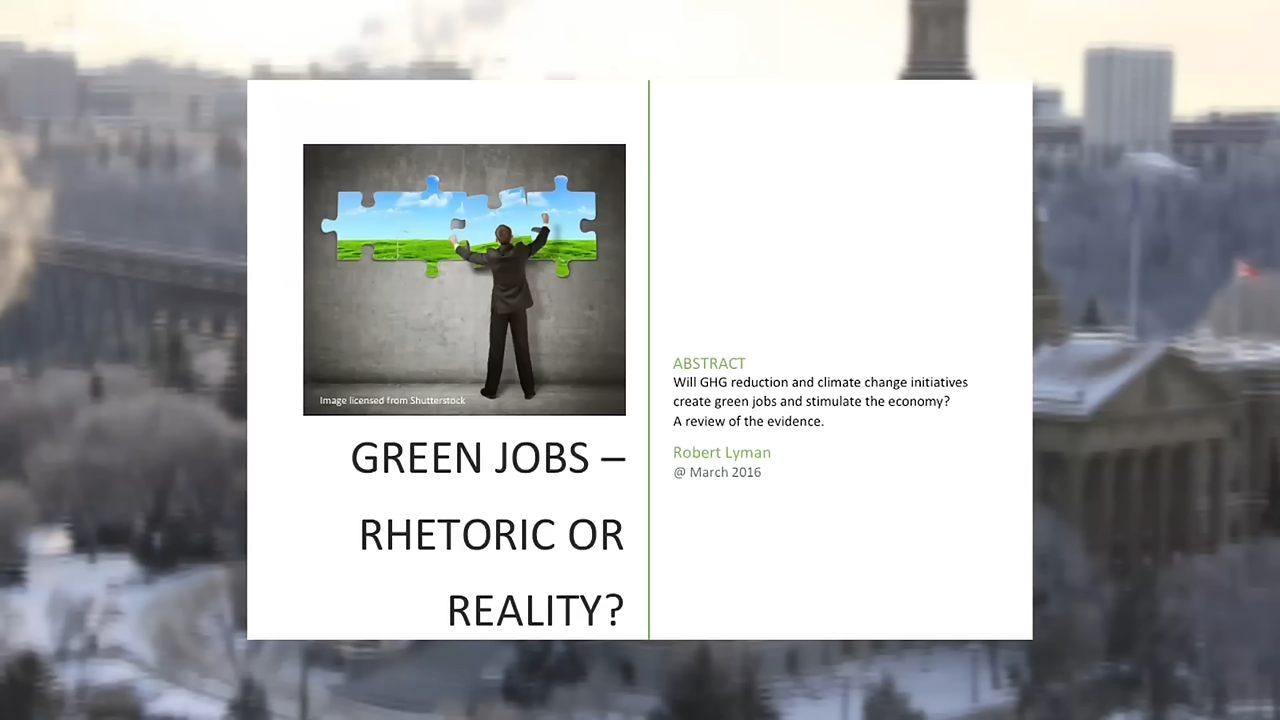 Image licensed from Shutterstock
GREEN JOBS –
RHETORIC OR
REALITY?
ABSTRACT
Will GHG reduction and climate change initiatives
create green jobs and stimulate the economy?
A review of the evidence.
Robert Lyman
@ March 2016